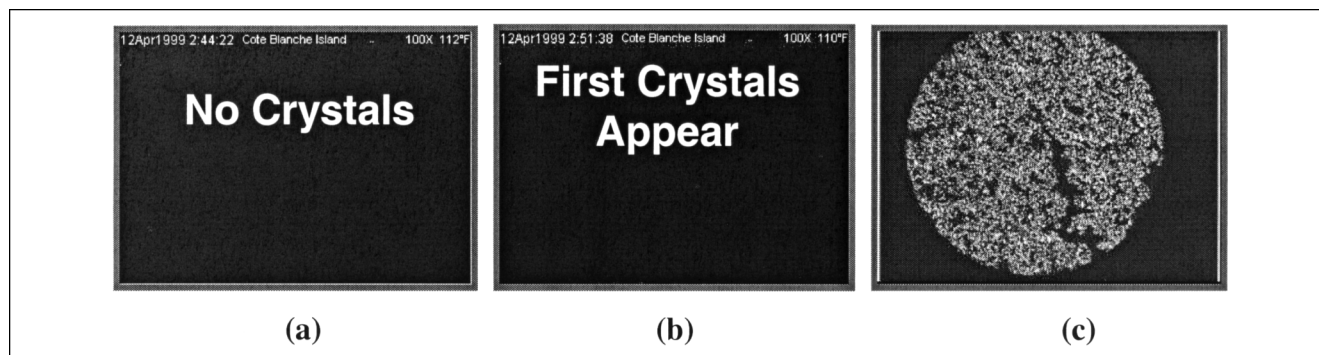 12Apr1999 2:44:22 Cote Blanche Island - 100X 112°F
No Crystals
12Apr1999 2:51:38 Cote Blanche Island - 100X 110°F
First Crystals
Appear
(a)
(b)
(c)